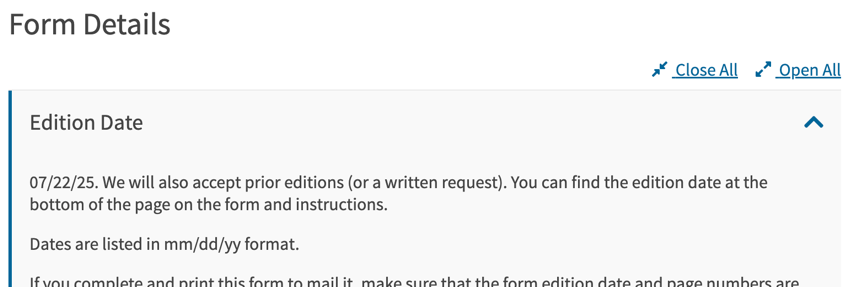 Form Details
Close All Open All
Edition Date
07/22/25. We will also accept prior editions (or a written request). You can find the edition date at the
bottom of the page on the form and instructions.
Dates are listed in mm/dd/yy format.
If you complete and print this form to mail it, make sure that the form edition date and page numbers are